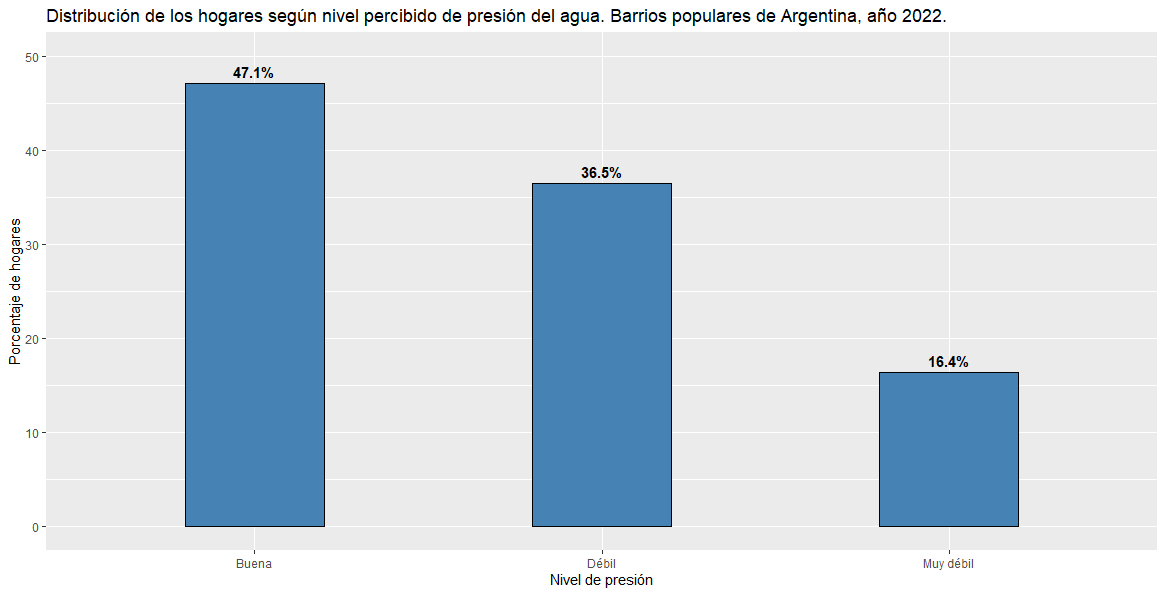 Distribución de los hogares según nivel percibido de presión del agua. Barrios populares de Argentina, año 2022.
Porcentaje de hogares
50
40
30
20
10
0
47.1%
36.5%
16.4%
Buena
Débil
Muy débil
Nivel de presión